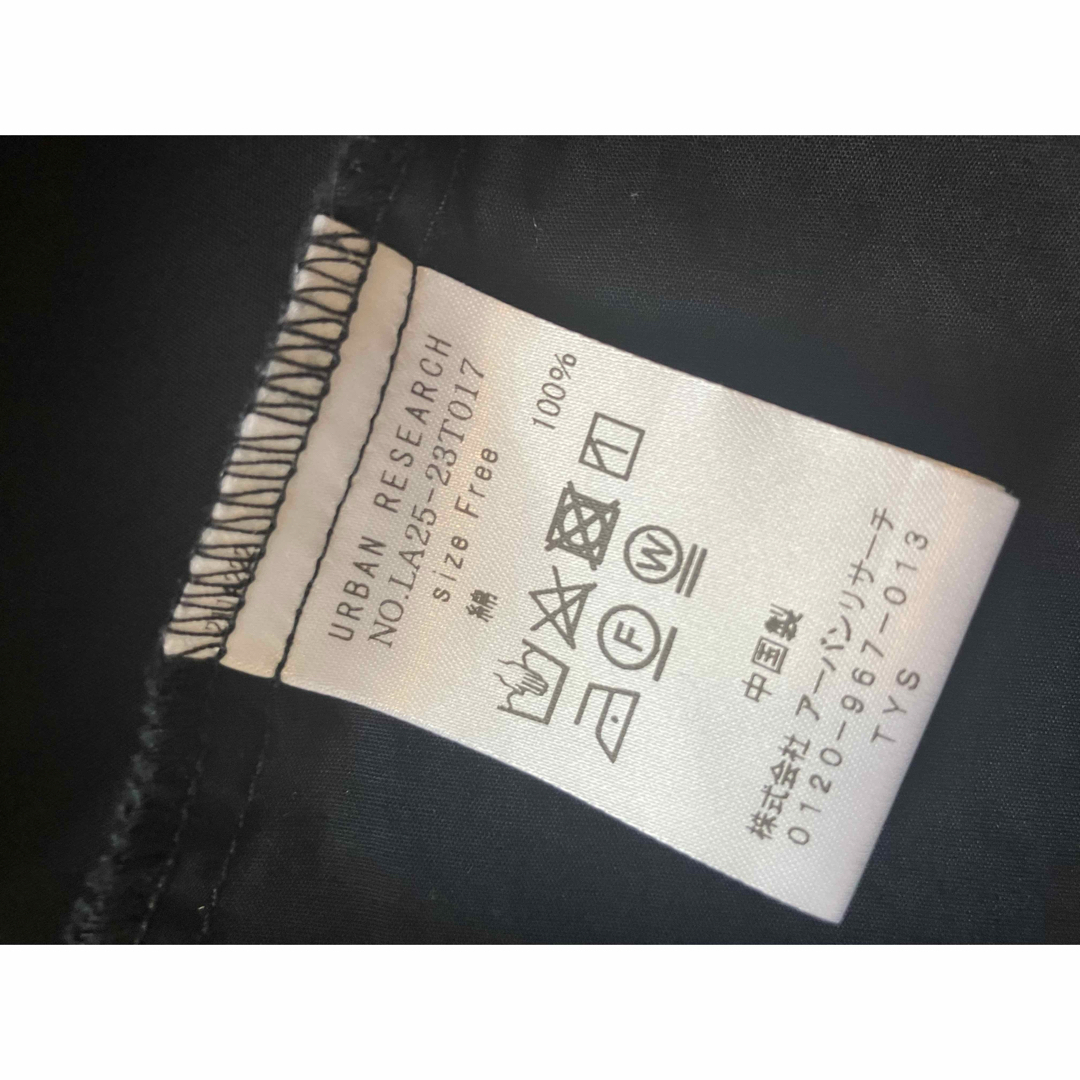 URBAN RESEARCH
NO.LA25-23T017
size Free
綿 100%
F W
中国製
株式会社 アーバンリサーチ
0120-967-013
TYS